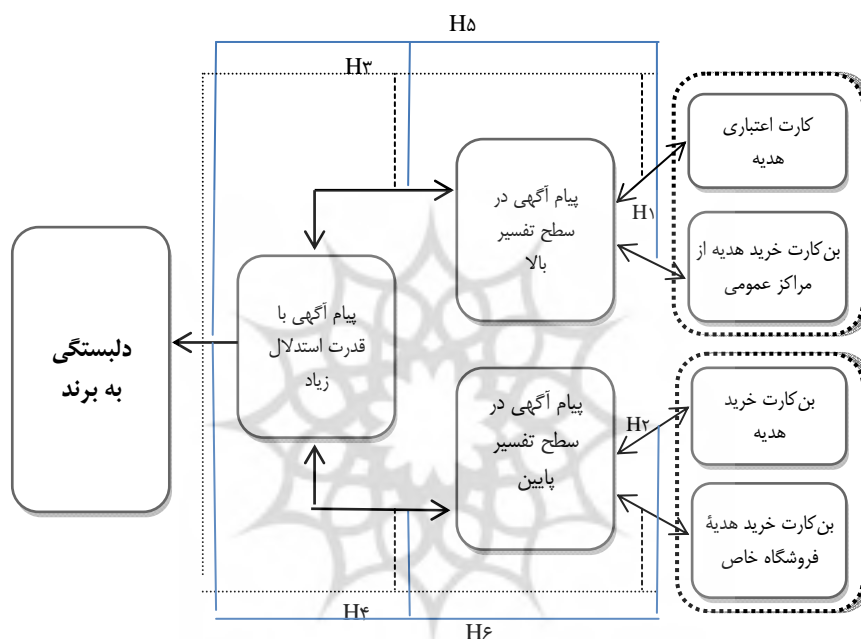 H۵
H۳
کارت اعتباری
هدیه
H۱
بن‌کارت خرید هدیه از
مراکز عمومی
پیام آگهی در
سطح تفسیر
بالا
پیام آگهی با
قدرت استدلال
زیاد
دلبستگی
به برند
بن‌کارت خرید
هدیه
H۲
بن‌کارت خرید هدیۀ
فروشگاه خاص
پیام آگهی در
سطح تفسیر
پایین
H۴
H۶